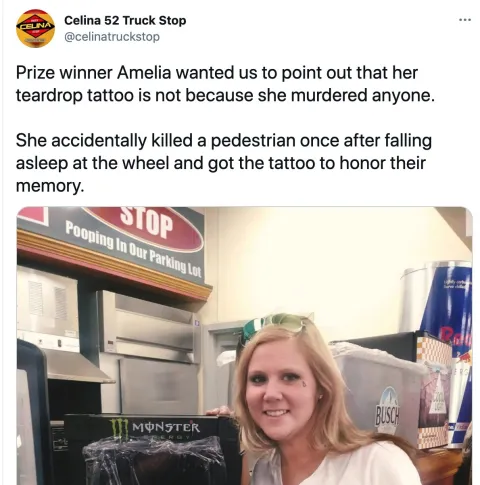 Celina 52 Truck Stop
@celinatruckstop
Prize winner Amelia wanted us to point out that her
teardrop tattoo is not because she murdered anyone.
She accidentally killed a pedestrian once after falling
asleep at the wheel and got the tattoo to honor their
memory.
CELINA
STOP
Pooping In Our Parking Lot
MONSTER
ENERGY
BUSCH